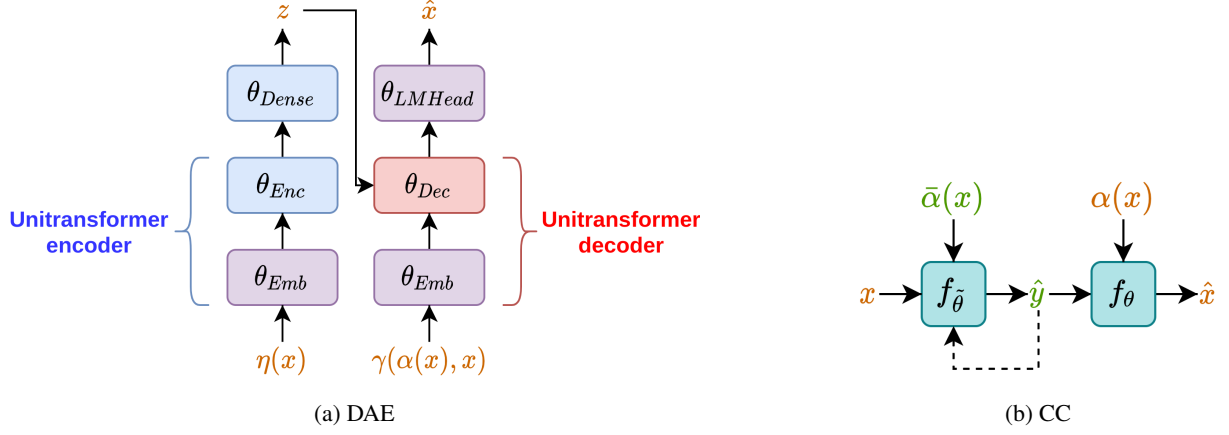 z
x̂
θ_Dense
θ_LMHead
θ_Enc
θ_Dec
Unitransformer
encoder
Unitransformer
decoder
θ_Emb
θ_Emb
η(x)
γ(α(x), x)
(a) DAE
ᾱ(x)
α(x)
x
f_θ̃
ŷ
f_θ
x̂
(b) CC